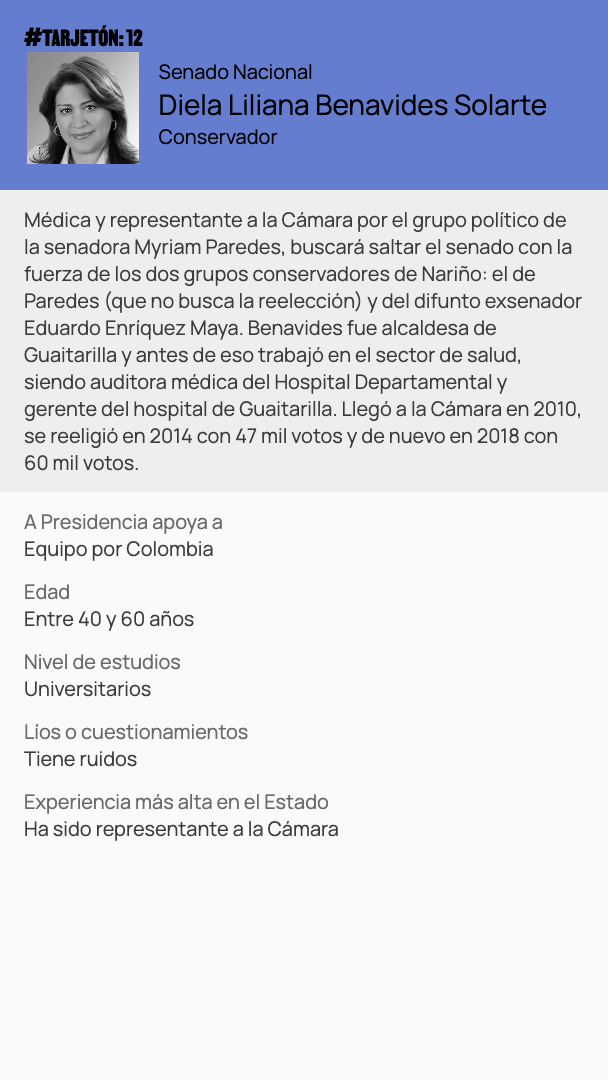 #TARJETÓN: 12
Senado Nacional
Diela Liliana Benavides Solarte
Conservador
Médica y representante a la Cámara por el grupo político de
la senadora Myriam Paredes, buscará saltar el senado con la
fuerza de los dos grupos conservadores de Nariño: el de
Paredes (que no busca la reelección) y del difunto exsenador
Eduardo Enríquez Maya. Benavides fue alcaldesa de
Guaitarilla y antes de eso trabajó en el sector de salud,
siendo auditora médica del Hospital Departamental y
gerente del hospital de Guaitarilla. Llegó a la Cámara en 2010,
se reeligió en 2014 con 47 mil votos y de nuevo en 2018 con
60 mil votos.
A Presidencia apoya a
Equipo por Colombia
Edad
Entre 40 y 60 años
Nivel de estudios
Universitarios
Líos o cuestionamientos
Tiene ruidos
Experiencia más alta en el Estado
Ha sido representante a la Cámara